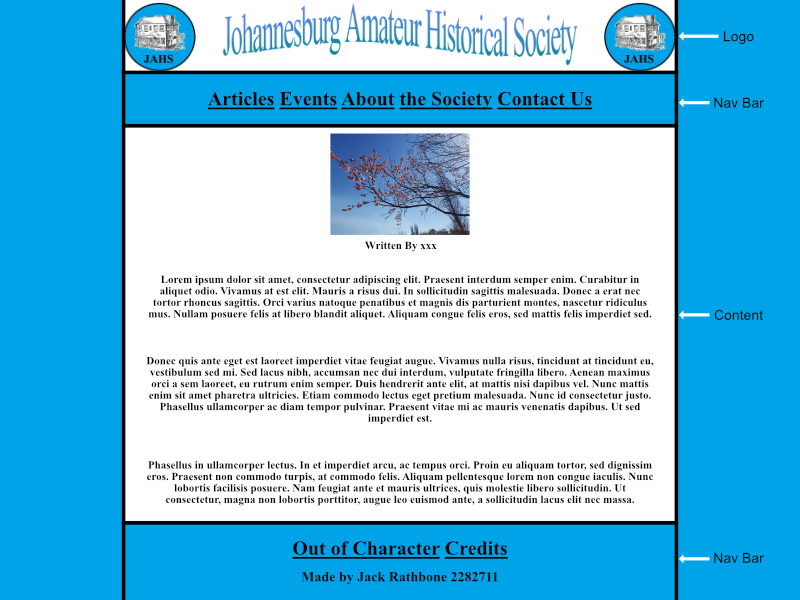 Johannesburg Amateur Historical Society
JAHS
JAHS
Logo
Articles Events About the Society Contact Us
Nav Bar
Written By xxx
Lorem ipsum dolor sit amet, consectetur adipiscing elit. Praesent interdum semper enim. Curabitur in
aliquet odio. Vivamus at est elit. Mauris a risus dui. In sollicitudin sagittis malesuada. Donec a erat nec
tortor rhoncus sagittis. Orci varius natoque penatibus et magnis dis parturient montes, nascetur ridiculus
mus. Nullam posuere felis at libero blandit aliquet. Aliquam congue felis eros, sed mattis felis imperdiet sed.
Content
Donec quis ante eget est laoreet imperdiet vitae feugiat augue. Vivamus nulla risus, tincidunt at tincidunt eu,
vestibulum sed mi. Sed lacus nibh, accumsan nec dui interdum, vulputate fringilla libero. Aenean maximus
orci a sem laoreet, eu rutrum enim semper. Duis hendrerit ante elit, at mattis nisi dapibus vel. Nunc mattis
enim sit amet pharetra ultricies. Etiam commodo lectus eget pretium malesuada. Nunc id consectetur justo.
Phasellus ullamcorper ac diam tempor pulvinar. Praesent vitae mi ac mauris venenatis dapibus. Ut sed
imperdiet est.
Phasellus in ullamcorper lectus. In et imperdiet arcu, ac tempus orci. Proin eu aliquam tortor, sed dignissim
eros. Praesent non commodo turpis, at commodo felis. Aliquam pellentesque lorem non congue iaculis. Nunc
lobortis facilisis posuere. Nam feugiat ante et mauris ultrices, quis molestie libero sollicitudin. Ut
consectetur, magna non lobortis porttitor, augue leo euismod ante, a sollicitudin lacus elit nec massa.
Out of Character Credits
Nav Bar
Made by Jack Rathbone 2282711